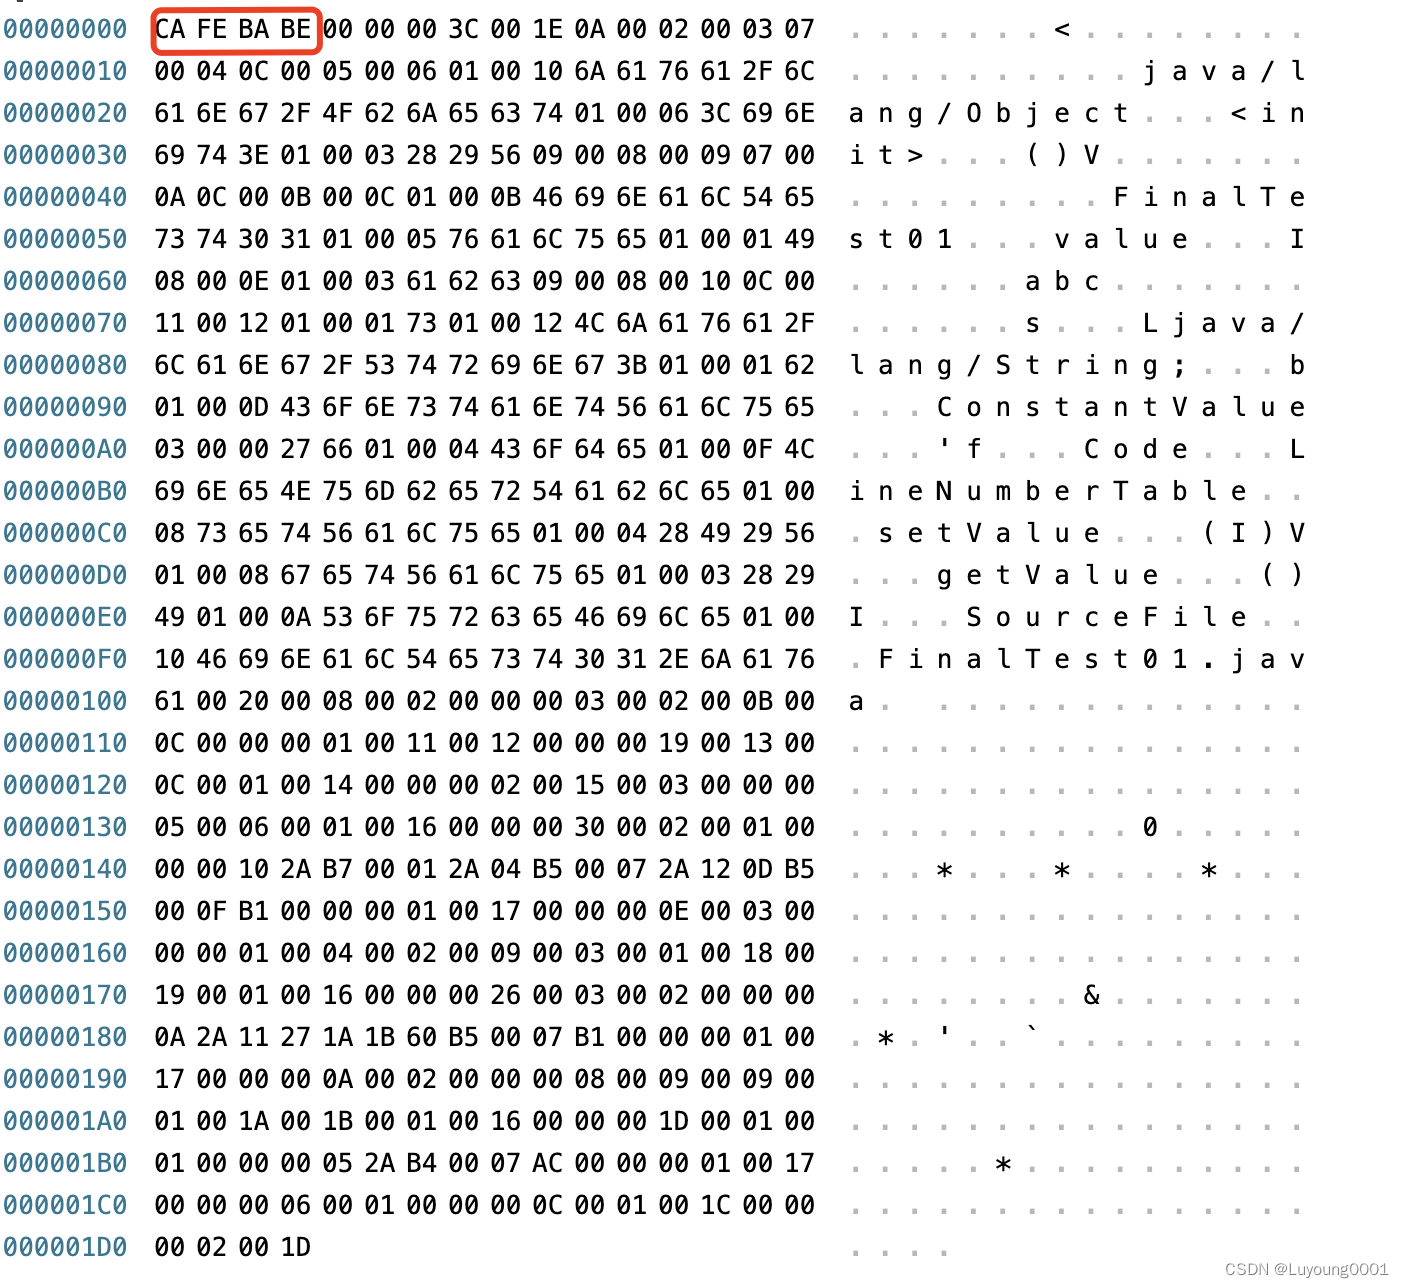 00000000 CA FE BA BE 00 00 00 3C 00 1E 0A 00 02 00 03 07 . . . . . . . < . . . . . . . .
00000010 00 04 0C 00 05 00 06 01 00 10 6A 61 76 61 2F 6C . . . . . . . . . . j a v a / l
00000020 61 6E 67 2F 4F 62 6A 65 63 74 01 00 06 3C 69 6E a n g / O b j e c t . . . < i n
00000030 69 74 3E 01 00 03 28 29 56 09 00 08 00 09 07 00 i t > . . . ( ) V . . . . . . .
00000040 0A 0C 00 0B 00 0C 01 00 0B 46 69 6E 61 6C 54 65 . . . . . . . . . F i n a l T e
00000050 73 74 30 31 01 00 05 76 61 6C 75 65 01 00 01 49 s t 0 1 . . . v a l u e . . . I
00000060 08 00 0E 01 00 03 61 62 63 09 00 08 00 10 0C 00 . . . . . . a b c . . . . . . .
00000070 11 00 12 01 00 01 73 01 00 12 4C 6A 61 76 61 2F . . . . . . s . . . L j a v a /
00000080 6C 61 6E 67 2F 53 74 72 69 6E 67 3B 01 00 01 62 l a n g / S t r i n g ; . . . b
00000090 01 00 0D 43 6F 6E 73 74 61 6E 74 56 61 6C 75 65 . . . C o n s t a n t V a l u e
000000A0 03 00 00 27 66 01 00 04 43 6F 64 65 01 00 0F 4C . . . ' f . . . C o d e . . . L
000000B0 69 6E 65 4E 75 6D 62 65 72 54 61 62 6C 65 01 00 i n e N u m b e r T a b l e . .
000000C0 08 73 65 74 56 61 6C 75 65 01 00 04 28 49 29 56 . s e t V a l u e . . . ( I ) V
000000D0 01 00 08 67 65 74 56 61 6C 75 65 01 00 03 28 29 . . . g e t V a l u e . . . ( )
000000E0 49 01 00 0A 53 6F 75 72 63 65 46 69 6C 65 01 00 I . . . S o u r c e F i l e . .
000000F0 10 46 69 6E 61 6C 54 65 73 74 30 31 2E 6A 61 76 . F i n a l T e s t 0 1 . j a v
00000100 61 00 20 00 08 00 02 00 00 00 03 00 02 00 0B 00 a .   . . . . . . . . . . . . .
00000110 0C 00 00 00 01 00 11 00 12 00 00 00 19 00 13 00 . . . . . . . . . . . . . . . .
00000120 0C 00 01 00 14 00 00 00 02 00 15 00 03 00 00 00 . . . . . . . . . . . . . . . .
00000130 05 00 06 00 01 00 16 00 00 00 30 00 02 00 01 00 . . . . . . . . . . 0 . . . . .
00000140 00 00 10 2A B7 00 01 2A 04 B5 00 07 2A 12 0D B5 . . . * . . . * . . . . * . . .
00000150 00 0F B1 00 00 00 01 00 17 00 00 00 0E 00 03 00 . . . . . . . . . . . . . . . .
00000160 00 00 01 00 04 00 02 00 09 00 03 00 01 00 18 00 . . . . . . . . . . . . . . . .
00000170 19 00 01 00 16 00 00 00 26 00 03 00 02 00 00 00 . . . . . . . . & . . . . . . .
00000180 0A 2A 11 27 1A 1B 60 B5 00 07 B1 00 00 00 01 00 . * . ' . . ` . . . . . . . . .
00000190 17 00 00 00 0A 00 02 00 00 00 08 00 09 00 09 00 . . . . . . . . . . . . . . . .
000001A0 01 00 1A 00 1B 00 01 00 16 00 00 00 1D 00 01 00 . . . . . . . . . . . . . . . .
000001B0 01 00 00 00 05 2A B4 00 07 AC 00 00 00 01 00 17 . . . . . * . . . . . . . . . .
000001C0 00 00 00 06 00 01 00 00 00 0C 00 01 00 1C 00 00 . . . . . . . . . . . . . . . .
000001D0 00 02 00 1D . . . .
CSDN @Luyoung0001